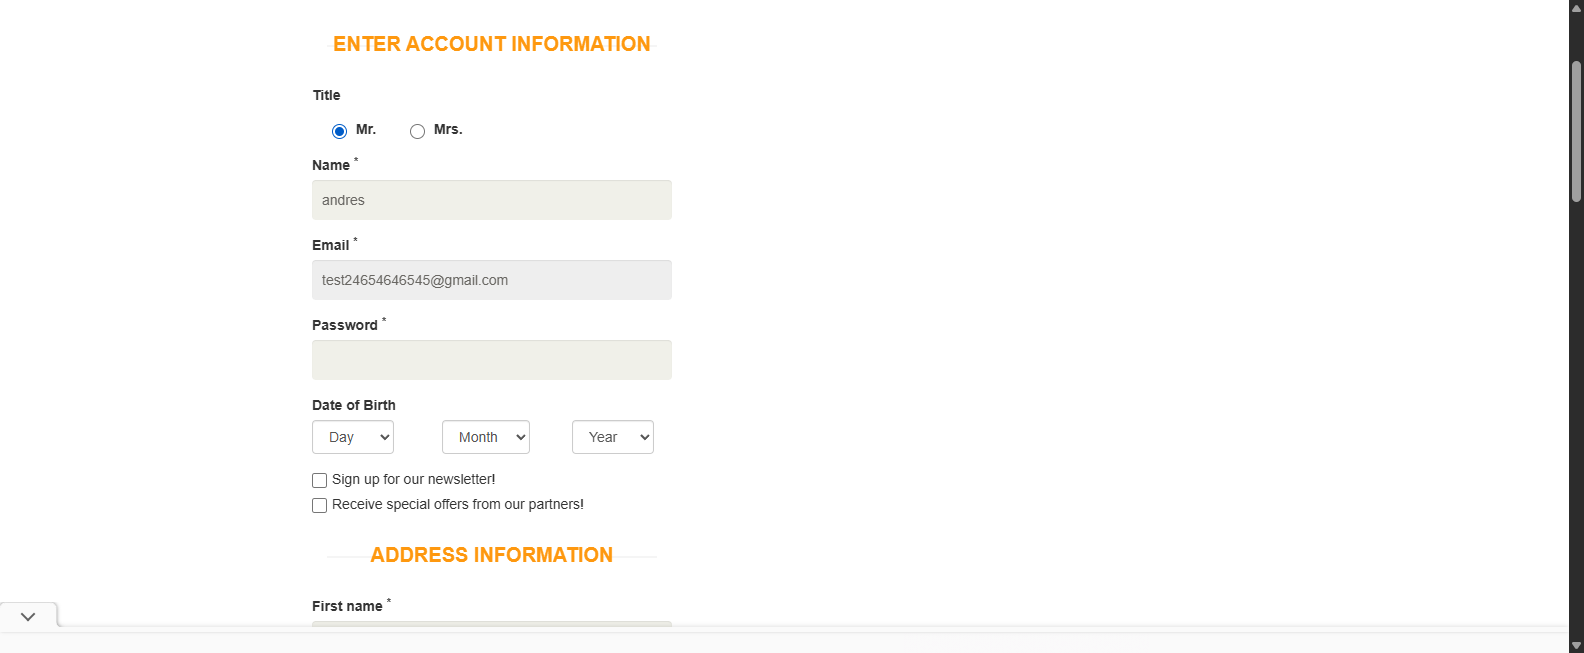 ENTER ACCOUNT INFORMATION
Title
Mr. Mrs.
Name *
andres
Email *
test24654646545@gmail.com
Password *
Date of Birth
Day Month Year
Sign up for our newsletter!
Receive special offers from our partners!
ADDRESS INFORMATION
First name *